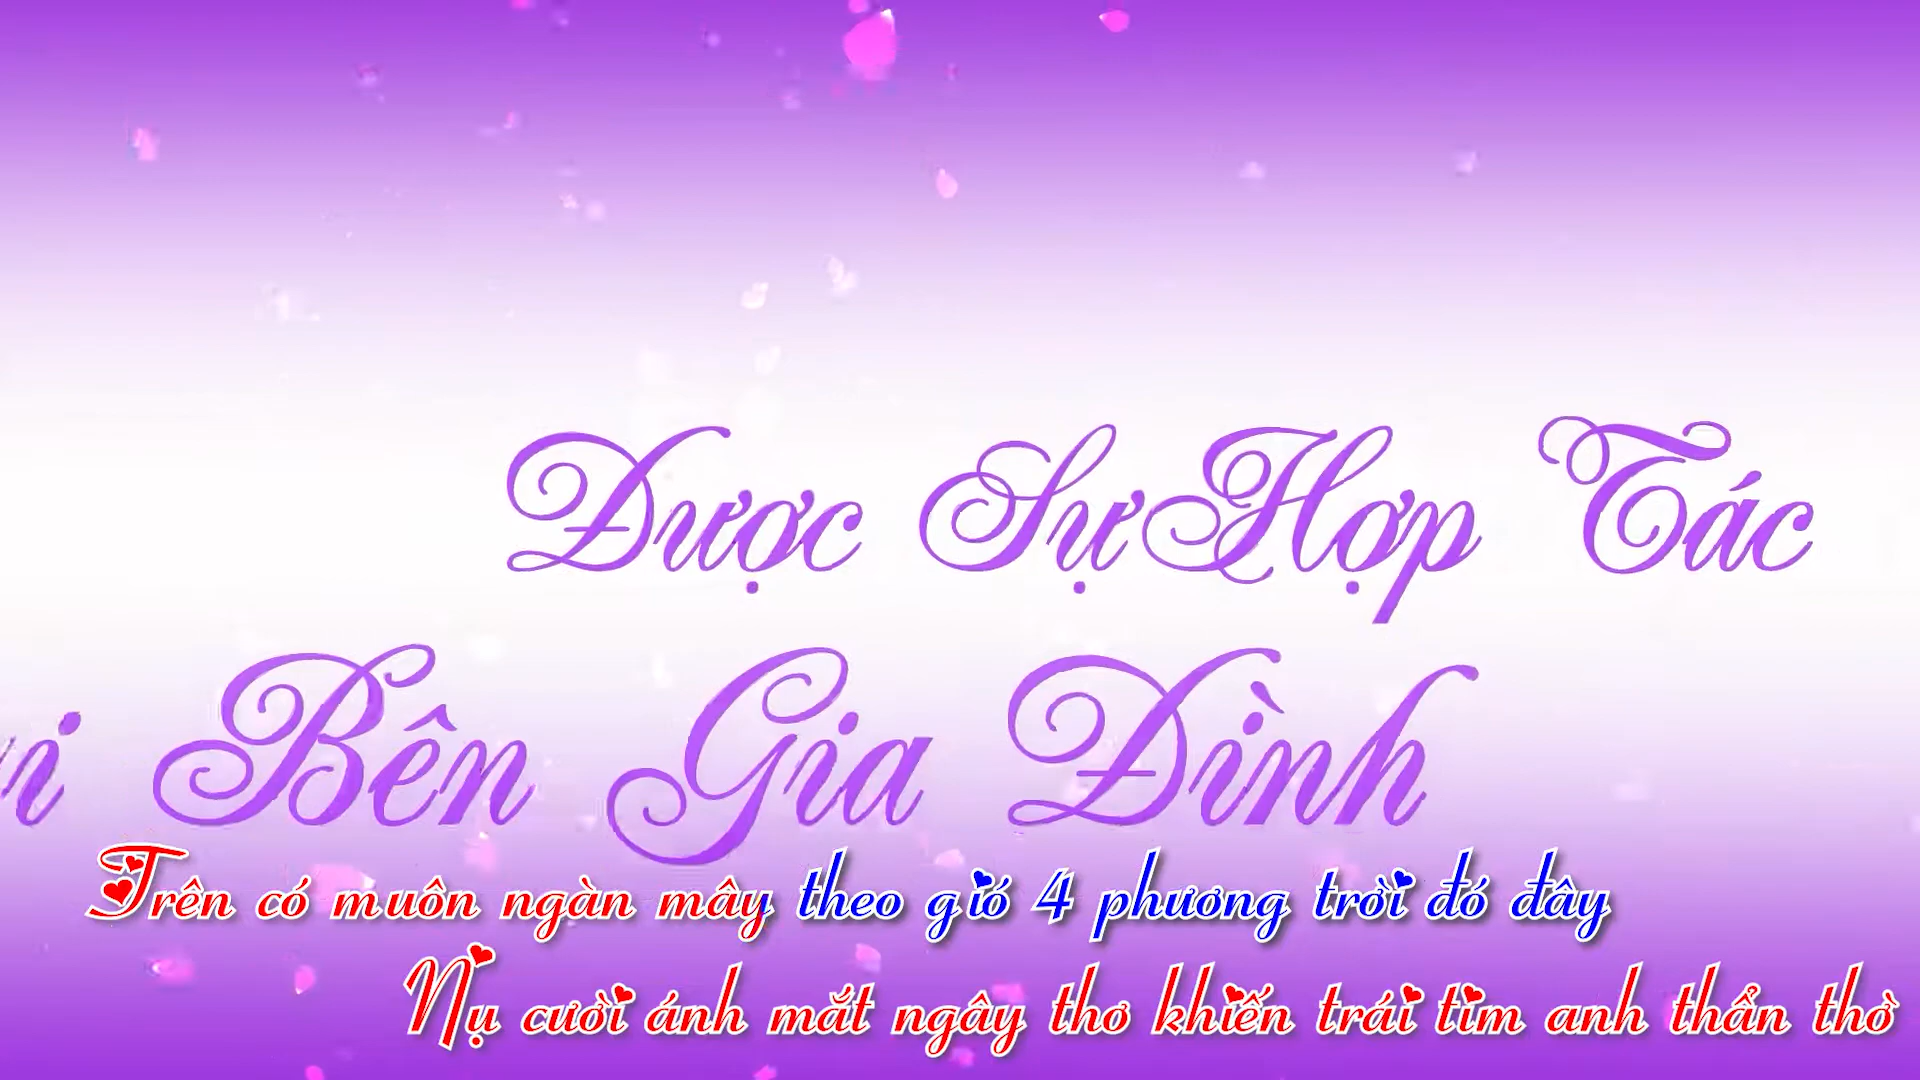 Được Sự Hợp Tác
i Bên Gia Đình
Trên có muôn ngàn mây theo gió 4 phương trời đó đây
Nụ cười ánh mắt ngây thơ khiến trái tim anh thẩn thờ